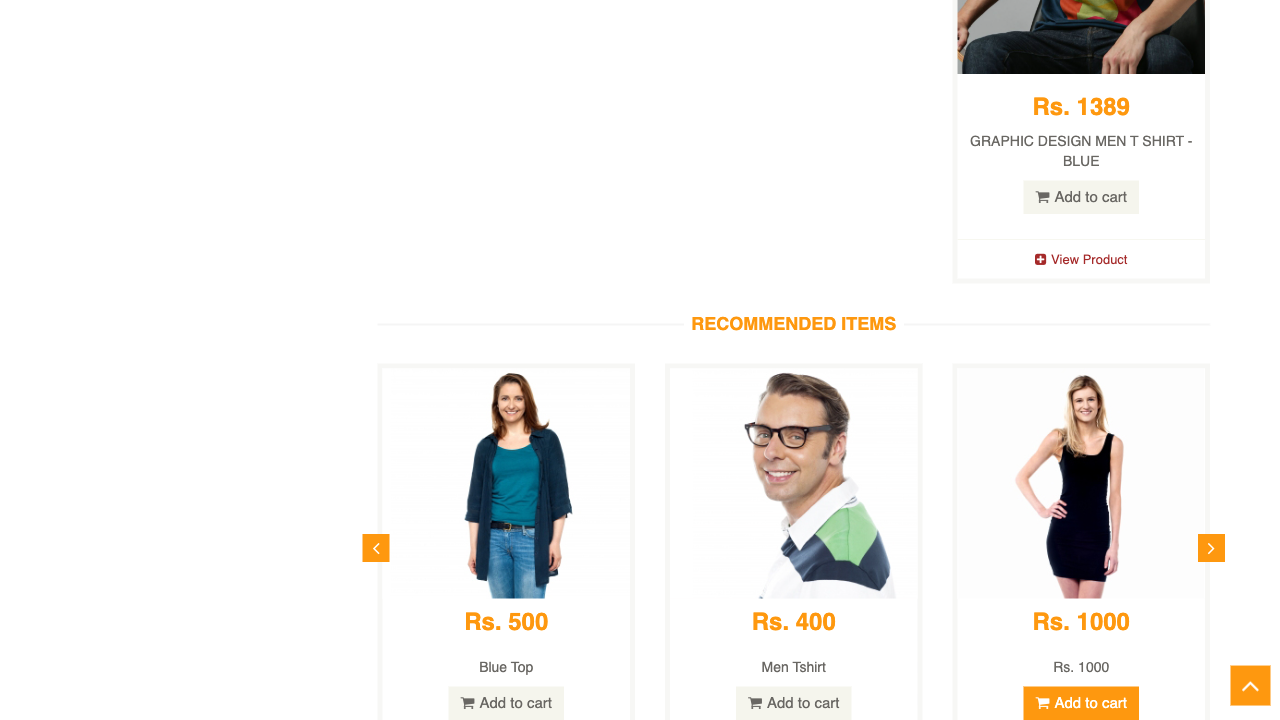 Rs. 1389
GRAPHIC DESIGN MEN T SHIRT -
BLUE
Add to cart
View Product
RECOMMENDED ITEMS
Rs. 500
Blue Top
Add to cart
Rs. 400
Men Tshirt
Add to cart
Rs. 1000
Rs. 1000
Add to cart